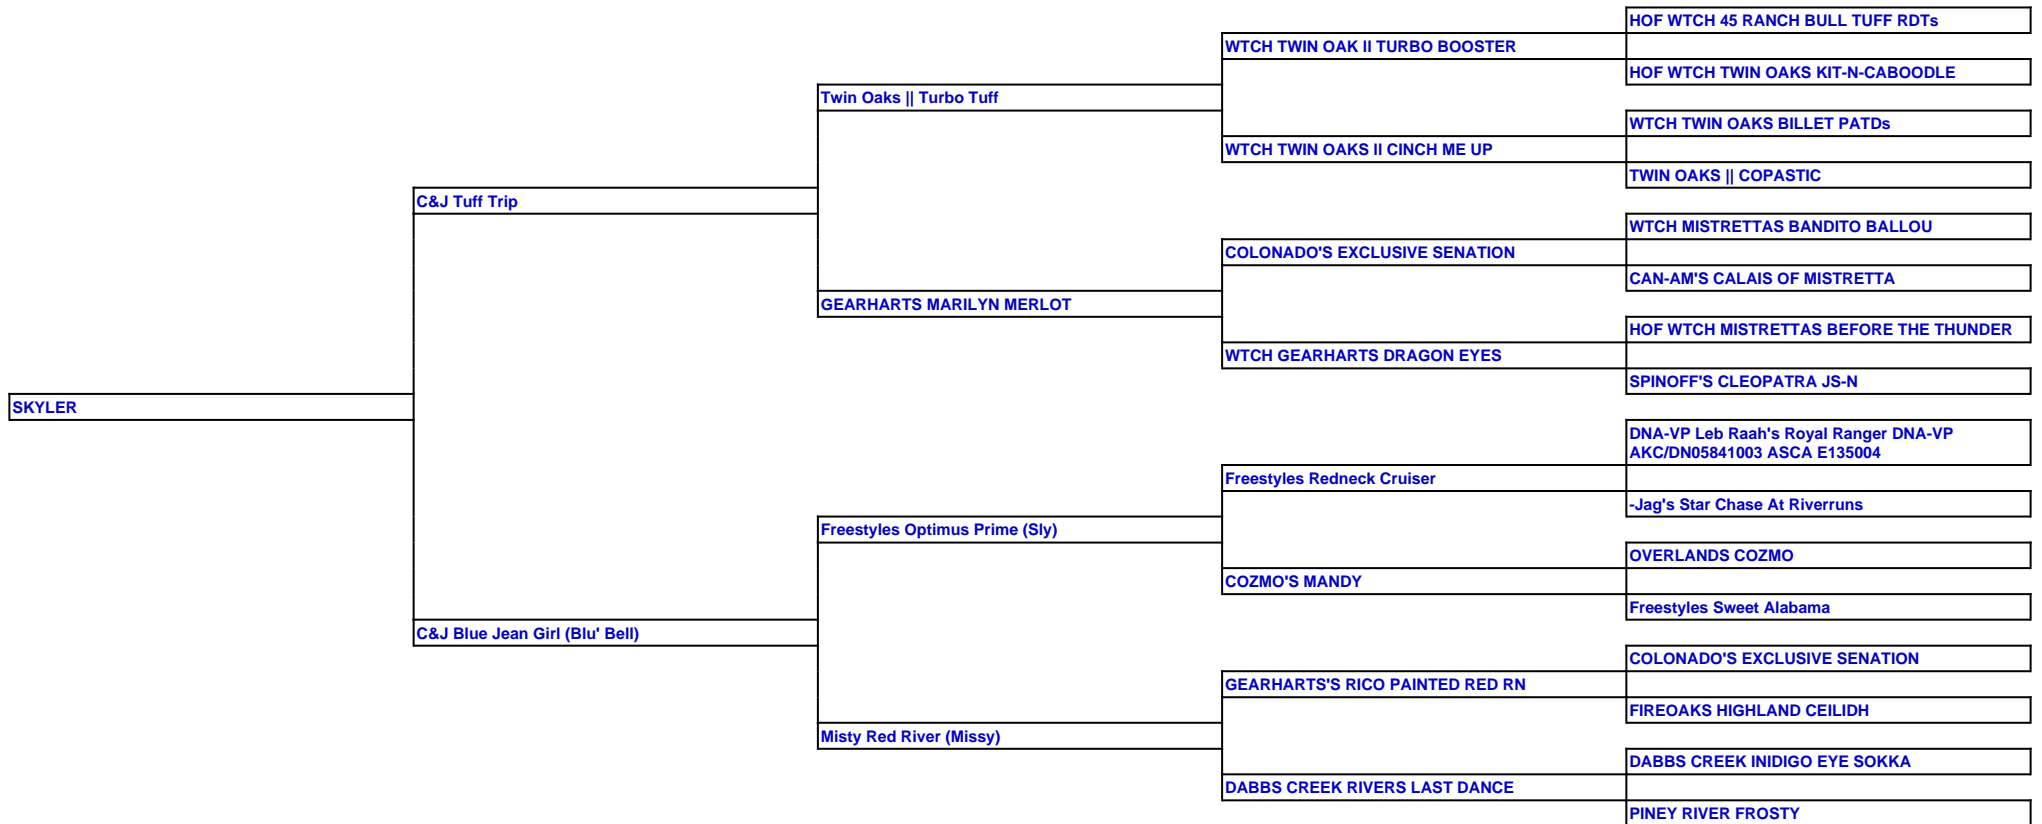 HOF WTCH 45 RANCH BULL TUFF RDTs
WTCH TWIN OAK II TURBO BOOSTER
HOF WTCH TWIN OAKS KIT-N-CABOODLE
Twin Oaks || Turbo Tuff
WTCH TWIN OAKS BILLET PATDs
WTCH TWIN OAKS II CINCH ME UP
TWIN OAKS || COPASTIC
C&J Tuff Trip
WTCH MISTRETTAS BANDITO BALLOU
COLONADO'S EXCLUSIVE SENATION
CAN-AM'S CALAIS OF MISTRETTA
GEARHARTS MARILYN MERLOT
HOF WTCH MISTRETTAS BEFORE THE THUNDER
WTCH GEARHARTS DRAGON EYES
SPINOFF'S CLEOPATRA JS-N
SKYLER
DNA-VP Leb Raah's Royal Ranger DNA-VP
AKC/DN05841003 ASCA E135004
Freestyles Redneck Cruiser
-Jag's Star Chase At Riverruns
Freestyles Optimus Prime (Sly)
OVERLANDS COZMO
COZMO'S MANDY
Freestyles Sweet Alabama
C&J Blue Jean Girl (Blu' Bell)
COLONADO'S EXCLUSIVE SENATION
GEARHARTS'S RICO PAINTED RED RN
FIREOAKS HIGHLAND CEILIDH
Misty Red River (Missy)
DABBS CREEK INIDIGO EYE SOKKA
DABBS CREEK RIVERS LAST DANCE
PINEY RIVER FROSTY